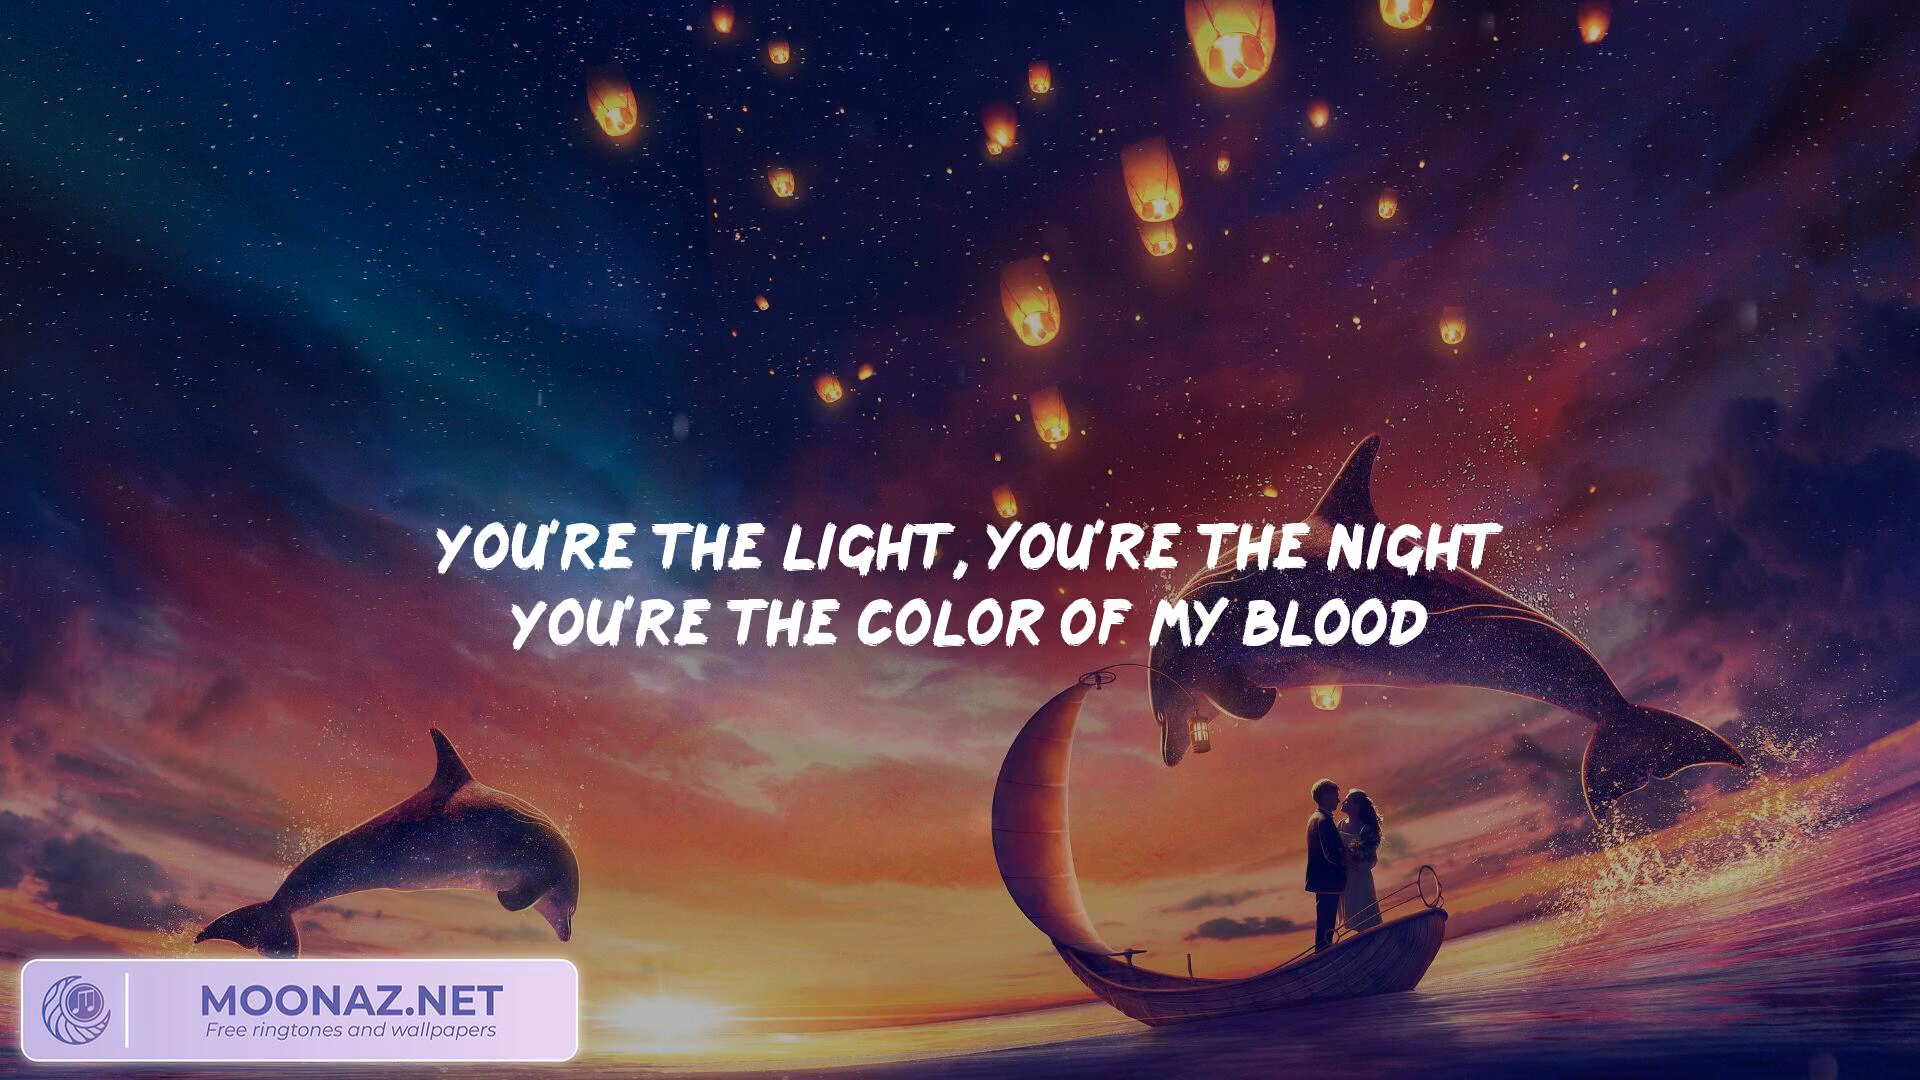 YOU'RE THE LIGHT, YOU'RE THE NIGHT
YOU'RE THE COLOR OF MY BLOOD
MOONAZ.NET
Free ringtones and wallpapers